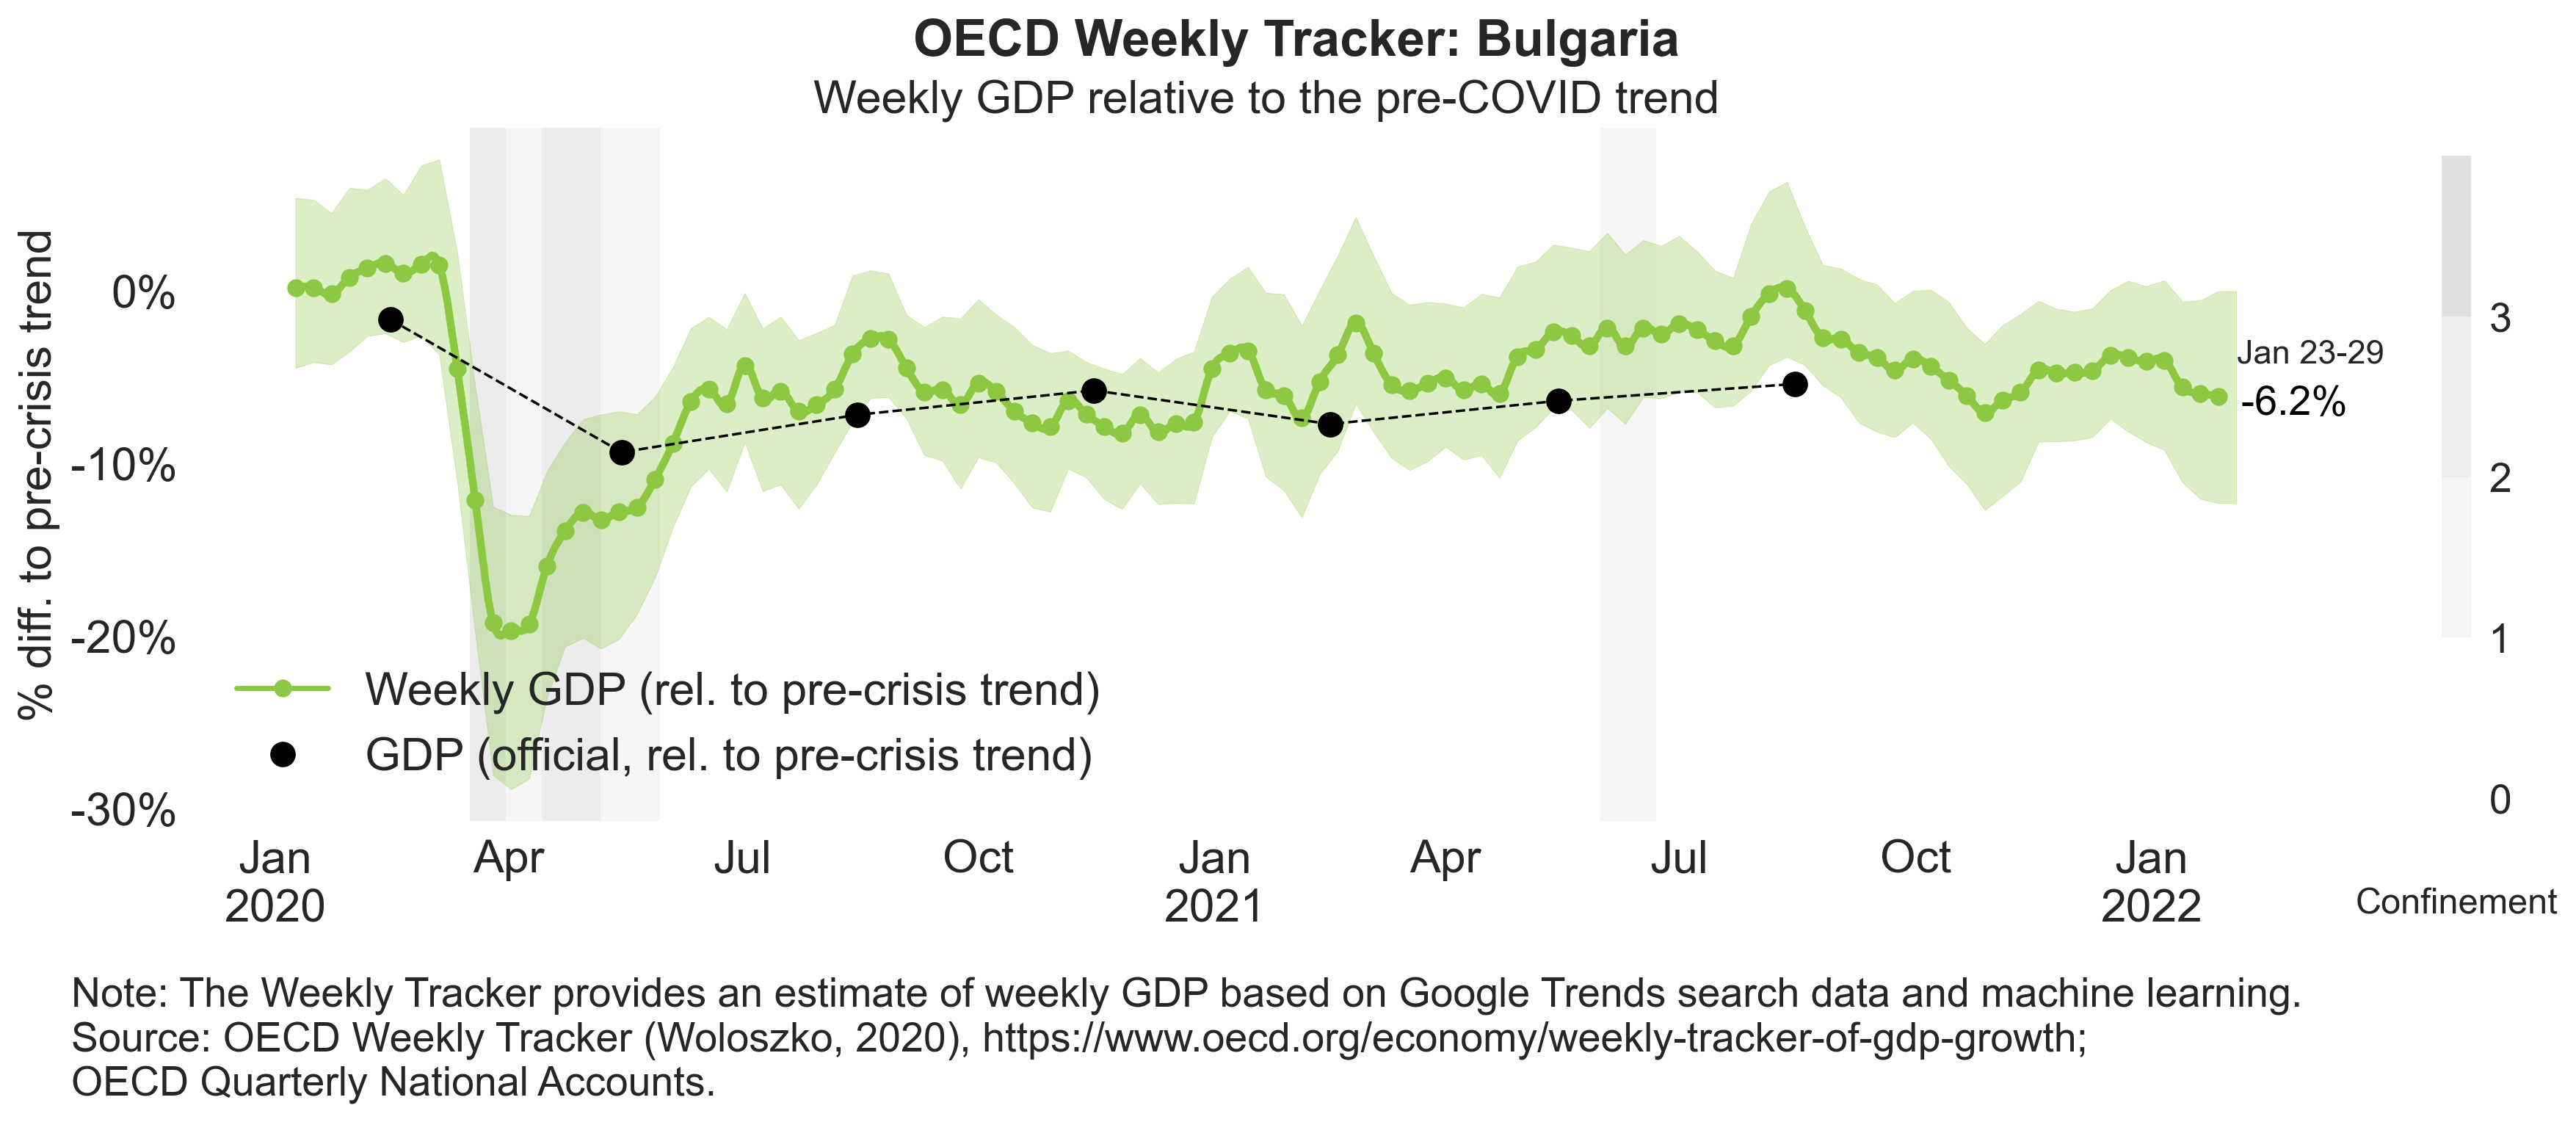 OECD Weekly Tracker: Bulgaria
Weekly GDP relative to the pre-COVID trend
% diff. to pre-crisis trend
0%
-10%
-20%
-30%
Jan 23-29
-6.2%
3
2
1
0
Confinement
Weekly GDP (rel. to pre-crisis trend)
GDP (official, rel. to pre-crisis trend)
Jan Apr Jul Oct Jan Apr Jul Oct Jan
2020 2021 2022
Note: The Weekly Tracker provides an estimate of weekly GDP based on Google Trends search data and machine learning.
Source: OECD Weekly Tracker (Woloszko, 2020), https://www.oecd.org/economy/weekly-tracker-of-gdp-growth;
OECD Quarterly National Accounts.